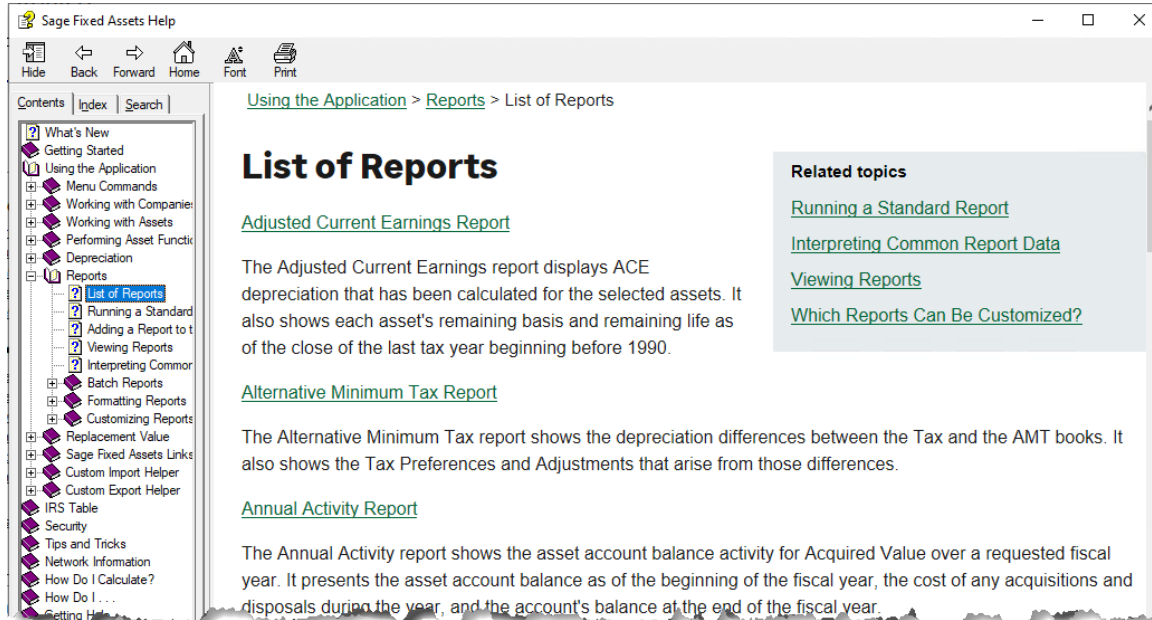 Sage Fixed Assets Help
Hide Back Forward Home Font Print
Contents Index Search
What's New
Getting Started
Using the Application
Menu Commands
Working with Companies
Working with Assets
Performing Asset Functio
Depreciation
Reports
List of Reports
Running a Standard
Adding a Report to t
Viewing Reports
Interpreting Common
Batch Reports
Formatting Reports
Customizing Reports
Replacement Value
Sage Fixed Assets Links
Custom Import Helper
Custom Export Helper
IRS Table
Security
Tips and Tricks
Network Information
How Do I Calculate?
How Do I . . .
Getting Help
Using the Application > Reports > List of Reports
List of Reports
Adjusted Current Earnings Report
The Adjusted Current Earnings report displays ACE
depreciation that has been calculated for the selected assets. It
also shows each asset's remaining basis and remaining life as
of the close of the last tax year beginning before 1990.
Related topics
Running a Standard Report
Interpreting Common Report Data
Viewing Reports
Which Reports Can Be Customized?
Alternative Minimum Tax Report
The Alternative Minimum Tax report shows the depreciation differences between the Tax and the AMT books. It
also shows the Tax Preferences and Adjustments that arise from those differences.
Annual Activity Report
The Annual Activity report shows the asset account balance activity for Acquired Value over a requested fiscal
year. It presents the asset account balance as of the beginning of the fiscal year, the cost of any acquisitions and
disposals during the year, and the account's balance at the end of the fiscal year.